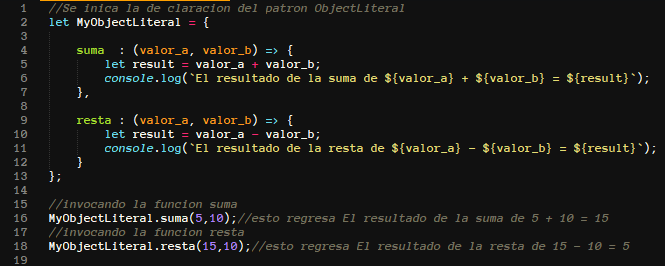 1 //Se inica la de claracion del patron ObjectLiteral
2 let MyObjectLiteral = {
3
4 suma : (valor_a, valor_b) => {
5 let result = valor_a + valor_b;
6 console.log(`El resultado de la suma de ${valor_a} + ${valor_b} = ${result}`);
7 },
8
9 resta : (valor_a, valor_b) => {
10 let result = valor_a - valor_b;
11 console.log(`El resultado de la resta de ${valor_a} - ${valor_b} = ${result}`);
12 }
13 };
14
15 //invocando la funcion suma
16 MyObjectLiteral.suma(5,10);//esto regresa El resultado de la suma de 5 + 10 = 15
17 //invocando la funcion resta
18 MyObjectLiteral.resta(15,10);//esto regresa El resultado de la resta de 15 - 10 = 5
19